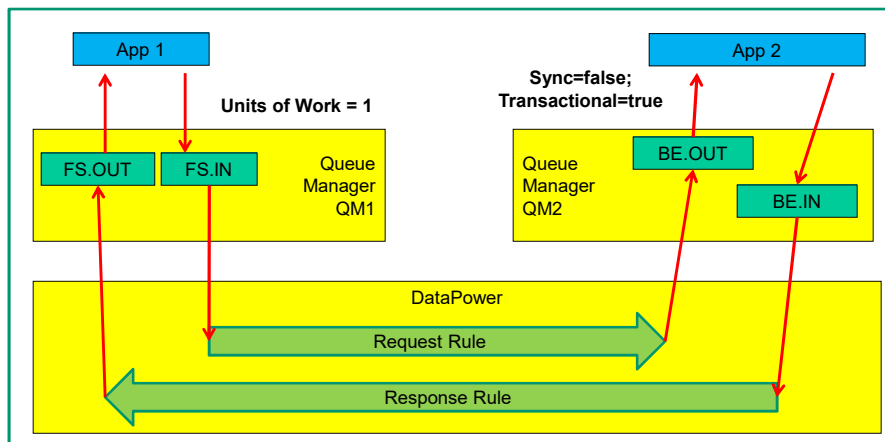 App 1
App 2
Units of Work = 1
Sync=false;
Transactional=true
FS.OUT
FS.IN
Queue
Manager
QM1
Queue
Manager
QM2
BE.OUT
BE.IN
DataPower
Request Rule
Response Rule